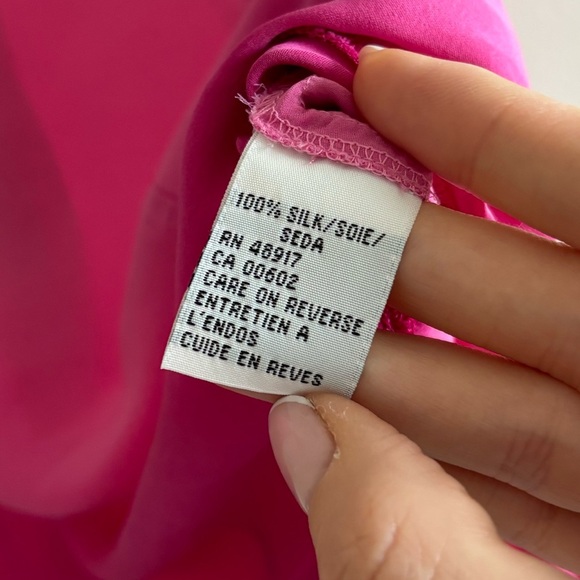 100% SILK/SOIE/
SEDA
RN 48917
CA 00602
CARE ON REVERSE
ENTRETIEN A
L'ENDOS
CUIDE EN REVES